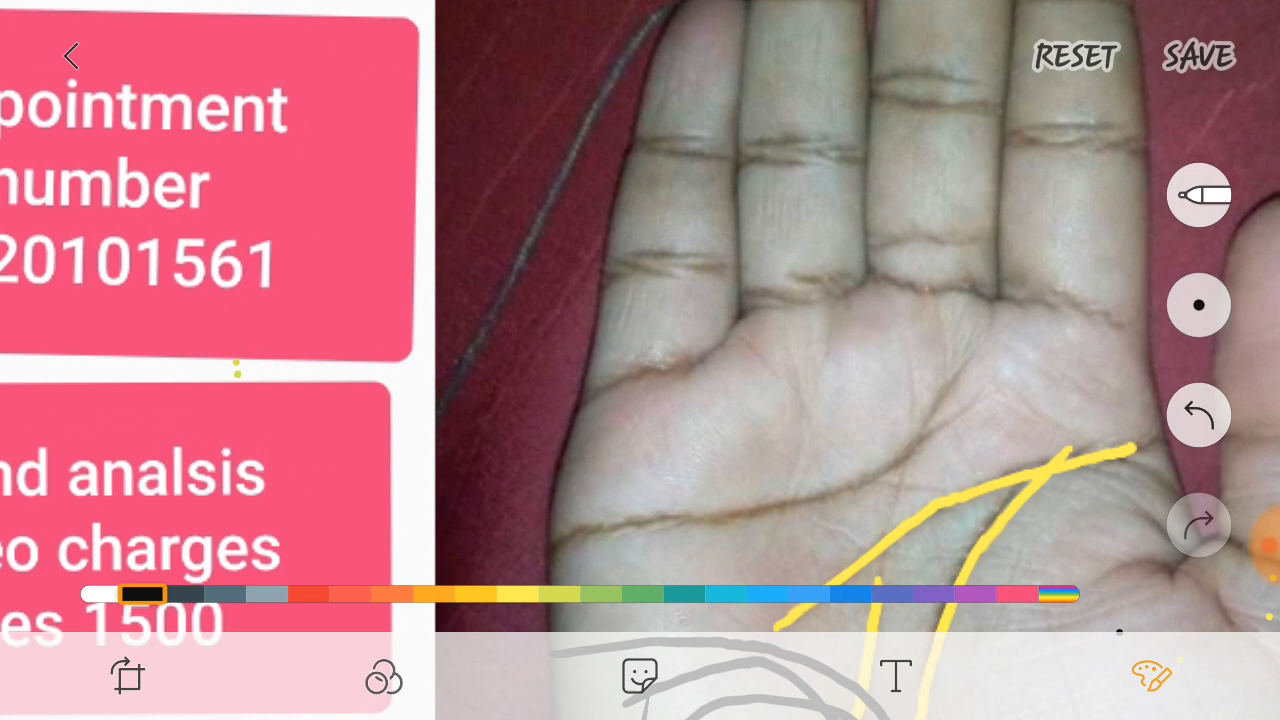 pointment
number
20101561
nd analsis
eo charges
es 1500
RESET
SAVE
T